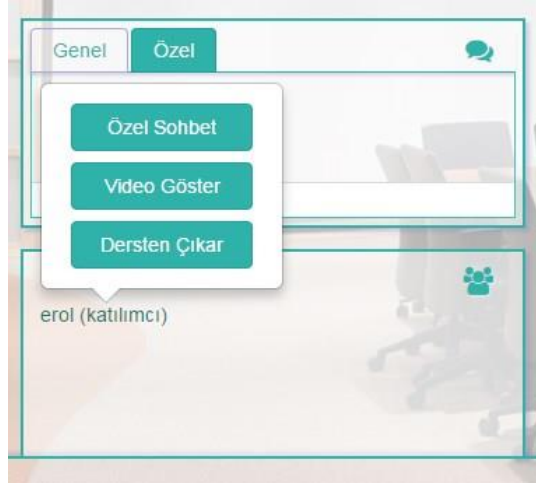 Genel Özel
Özel Sohbet
Video Göster
Dersten Çıkar
erol (katılımcı)